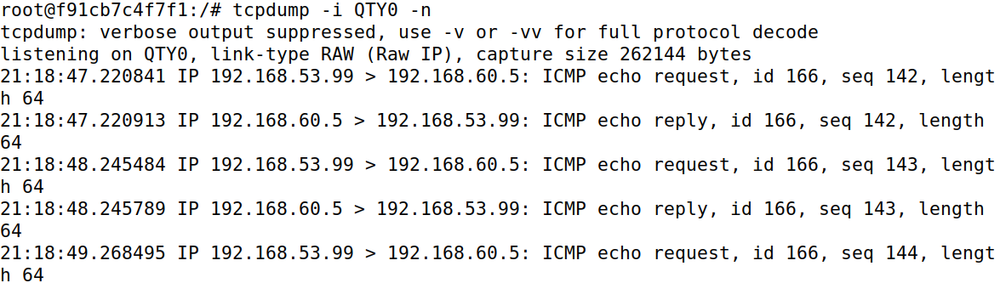 root@f91cb7c4f7f1:/# tcpdump -i QTY0 -n
tcpdump: verbose output suppressed, use -v or -vv for full protocol decode
listening on QTY0, link-type RAW (Raw IP), capture size 262144 bytes
21:18:47.220841 IP 192.168.53.99 > 192.168.60.5: ICMP echo request, id 166, seq 142, lengt
h 64
21:18:47.220913 IP 192.168.60.5 > 192.168.53.99: ICMP echo reply, id 166, seq 142, length
64
21:18:48.245484 IP 192.168.53.99 > 192.168.60.5: ICMP echo request, id 166, seq 143, lengt
h 64
21:18:48.245789 IP 192.168.60.5 > 192.168.53.99: ICMP echo reply, id 166, seq 143, length
64
21:18:49.268495 IP 192.168.53.99 > 192.168.60.5: ICMP echo request, id 166, seq 144, lengt
h 64